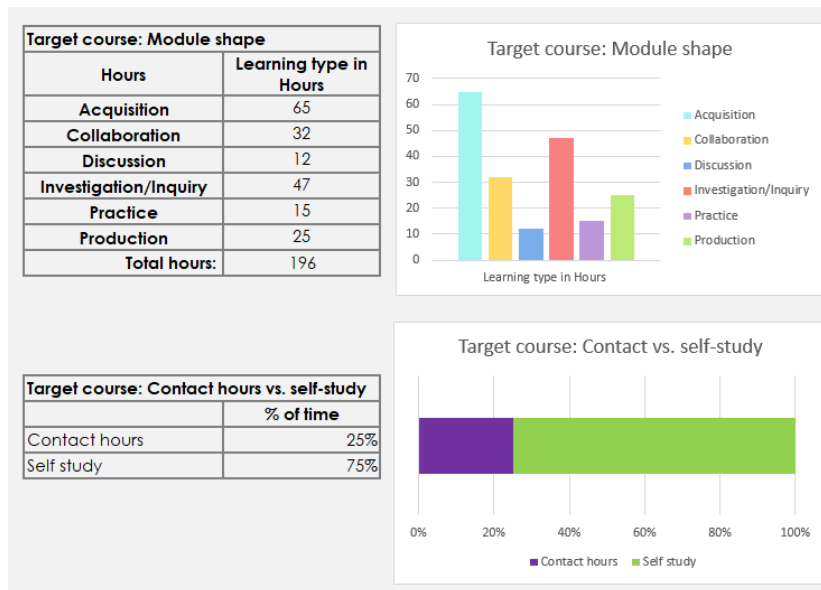 Target course: Module shape
Hours Learning type in Hours
Acquisition 65
Collaboration 32
Discussion 12
Investigation/Inquiry 47
Practice 15
Production 25
Total hours: 196
Target course: Module shape
70
60
50
40
30
20
10
0
Learning type in Hours
Acquisition
Collaboration
Discussion
Investigation/Inquiry
Practice
Production
Target course: Contact hours vs. self-study
% of time
Contact hours 25%
Self study 75%
Target course: Contact vs. self-study
0% 20% 40% 60% 80% 100%
Contact hours Self study